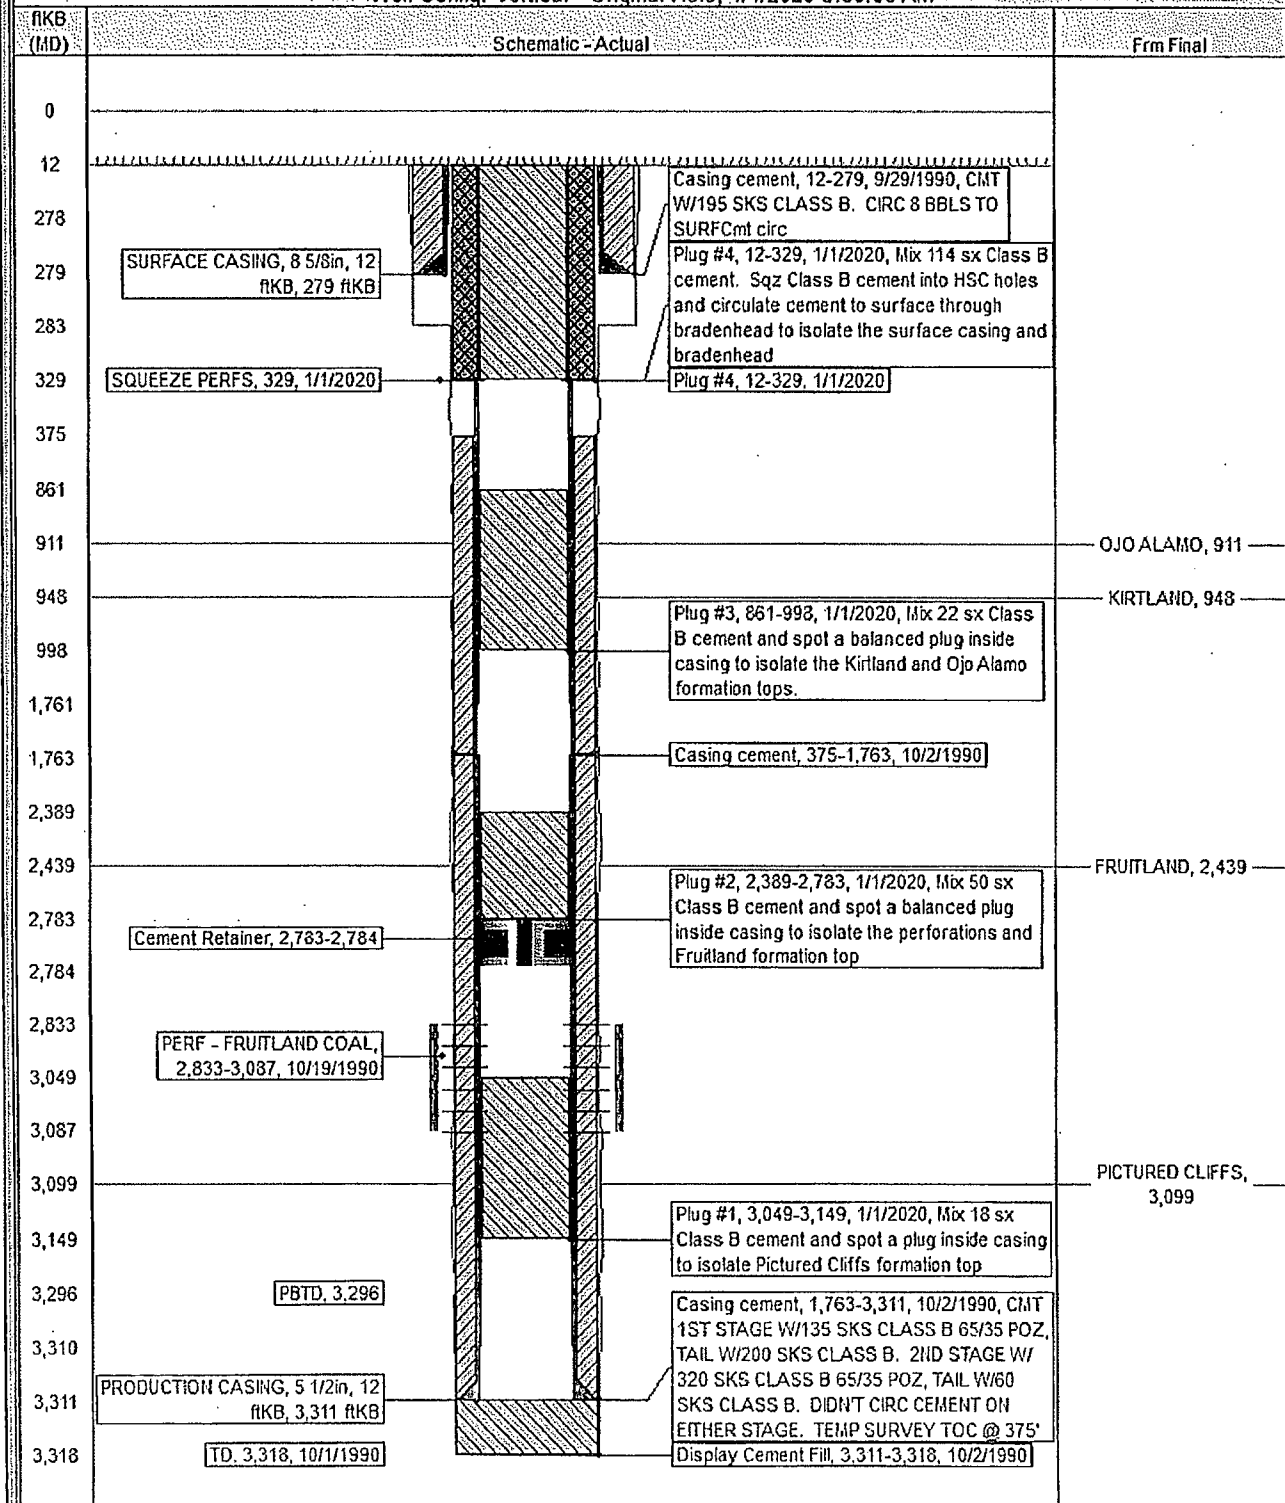 ftKB
(MD)
Schematic - Actual
Frm Final
0
12
278
279
283
329
375
861
911
948
998
1,761
1,763
2,389
2,439
2,783
2,784
2,833
3,049
3,087
3,099
3,149
3,296
3,310
3,311
3,318
SURFACE CASING, 8 5/8in, 12
ftKB, 279 ftKB
SQUEEZE PERFS, 329, 1/1/2020
Cement Retainer, 2,783-2,784
PERF - FRUITLAND COAL,
2,833-3,087, 10/19/1990
PBTD, 3,296
PRODUCTION CASING, 5 1/2in, 12
ftKB, 3,311 ftKB
TD, 3,318, 10/1/1990
Casing cement, 12-279, 9/29/1990, CMT
W/195 SKS CLASS B. CIRC 8 BBLS TO
SURFCmt circ
Plug #4, 12-329, 1/1/2020, Mix 114 sx Class B
cement. Sqz Class B cement into HSC holes
and circulate cement to surface through
bradenhead to isolate the surface casing and
bradenhead
Plug #4, 12-329, 1/1/2020
Plug #3, 861-998, 1/1/2020, Mix 22 sx Class
B cement and spot a balanced plug inside
casing to isolate the Kirtland and Ojo Alamo
formation tops.
Casing cement, 375-1,763, 10/2/1990
Plug #2, 2,389-2,783, 1/1/2020, Mix 50 sx
Class B cement and spot a balanced plug
inside casing to isolate the perforations and
Fruitland formation top
Plug #1, 3,049-3,149, 1/1/2020, Mix 18 sx
Class B cement and spot a plug inside casing
to isolate Pictured Cliffs formation top
Casing cement, 1,763-3,311, 10/2/1990, CMT
1ST STAGE W/135 SKS CLASS B 65/35 POZ,
TAIL W/200 SKS CLASS B. 2ND STAGE W/
320 SKS CLASS B 65/35 POZ, TAIL W/60
SKS CLASS B. DIDN'T CIRC CEMENT ON
EITHER STAGE. TEMP SURVEY TOC @ 375'
Display Cement Fill, 3,311-3,318, 10/2/1990
OJO ALAMO, 911
KIRTLAND, 948
FRUITLAND, 2,439
PICTURED CLIFFS,
3,099